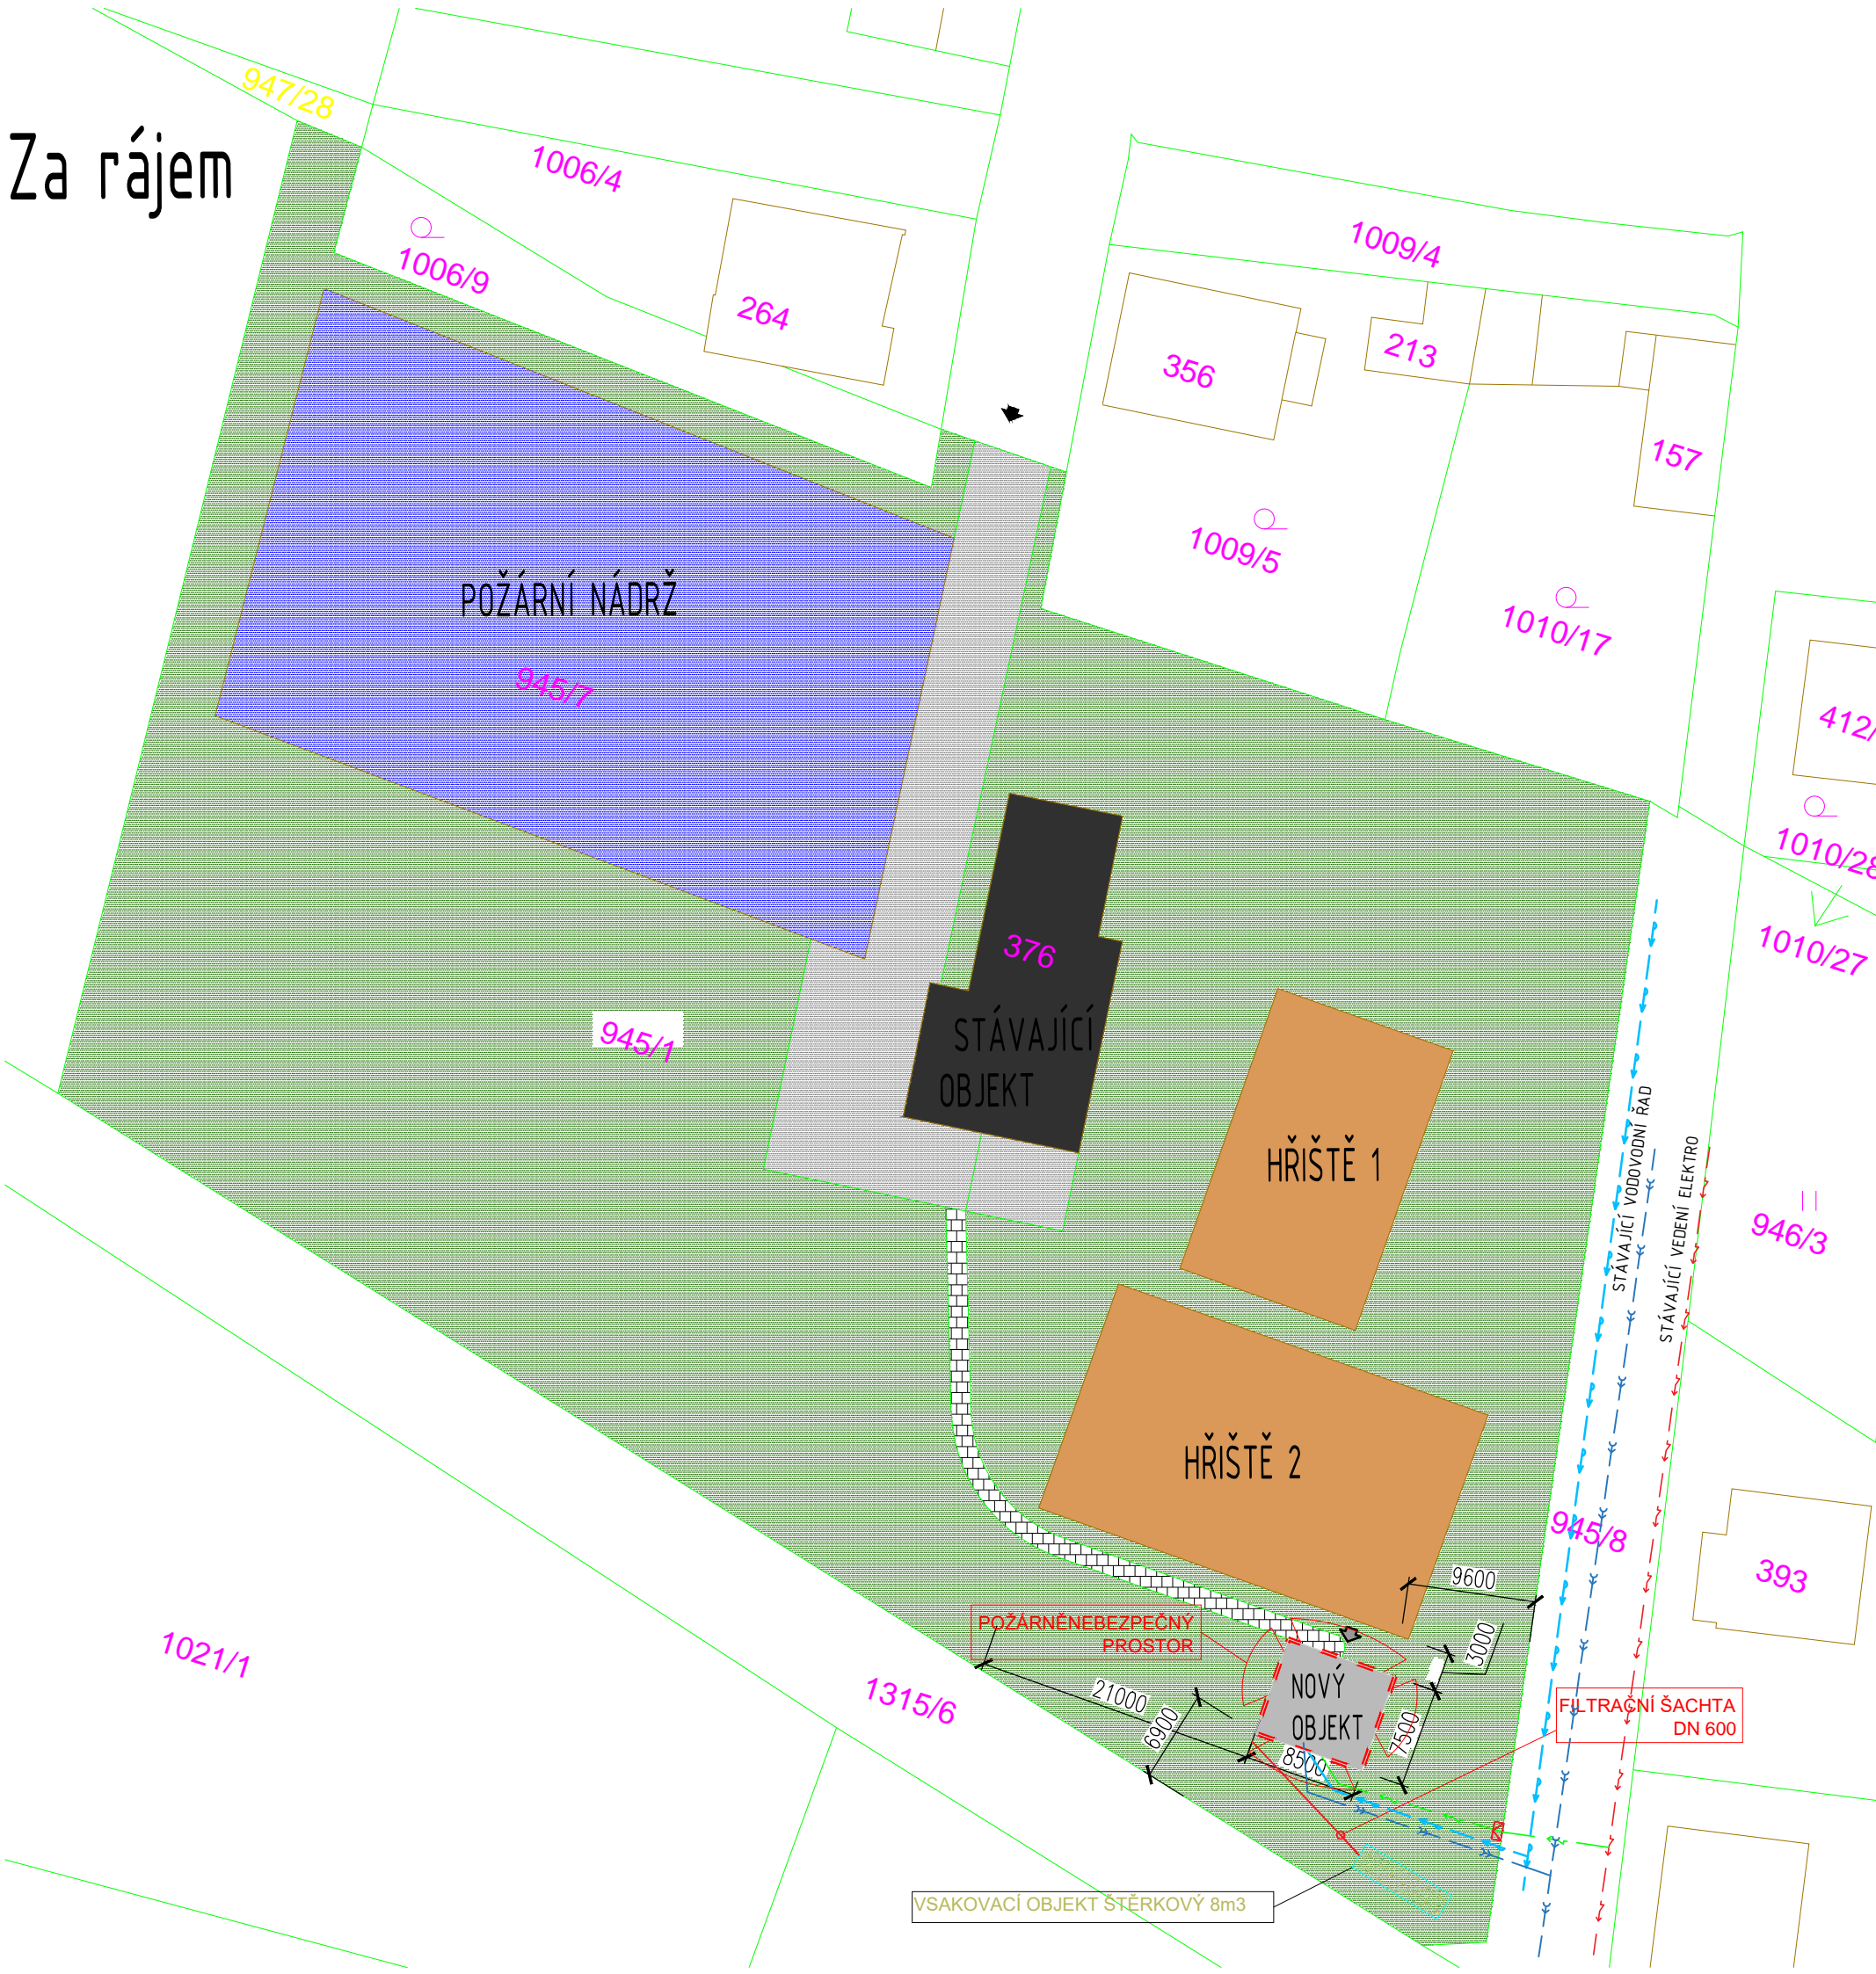 947/28
Za rájem
1006/4
1006/9
264
1009/4
356
213
157
1009/5
1010/17
412/
1010/28
1010/27
POŽÁRNÍ NÁDRŽ
945/7
376
945/1
STÁVAJÍCÍ
OBJEKT
HŘIŠTĚ 1
STÁVAJÍCÍ VODOVODNÍ ŘAD
STÁVAJÍCÍ VEDENÍ ELEKTRO
946/3
HŘIŠTĚ 2
945/8
393
9600
POŽÁRNĚNEBEZPEČNÝ
PROSTOR
3000
1021/1
1315/6
21000
6900
NOVÝ
OBJEKT
7500
8500
FILTRAČNÍ ŠACHTA
DN 600
VSAKOVACÍ OBJEKT ŠTĚRKOVÝ 8m3